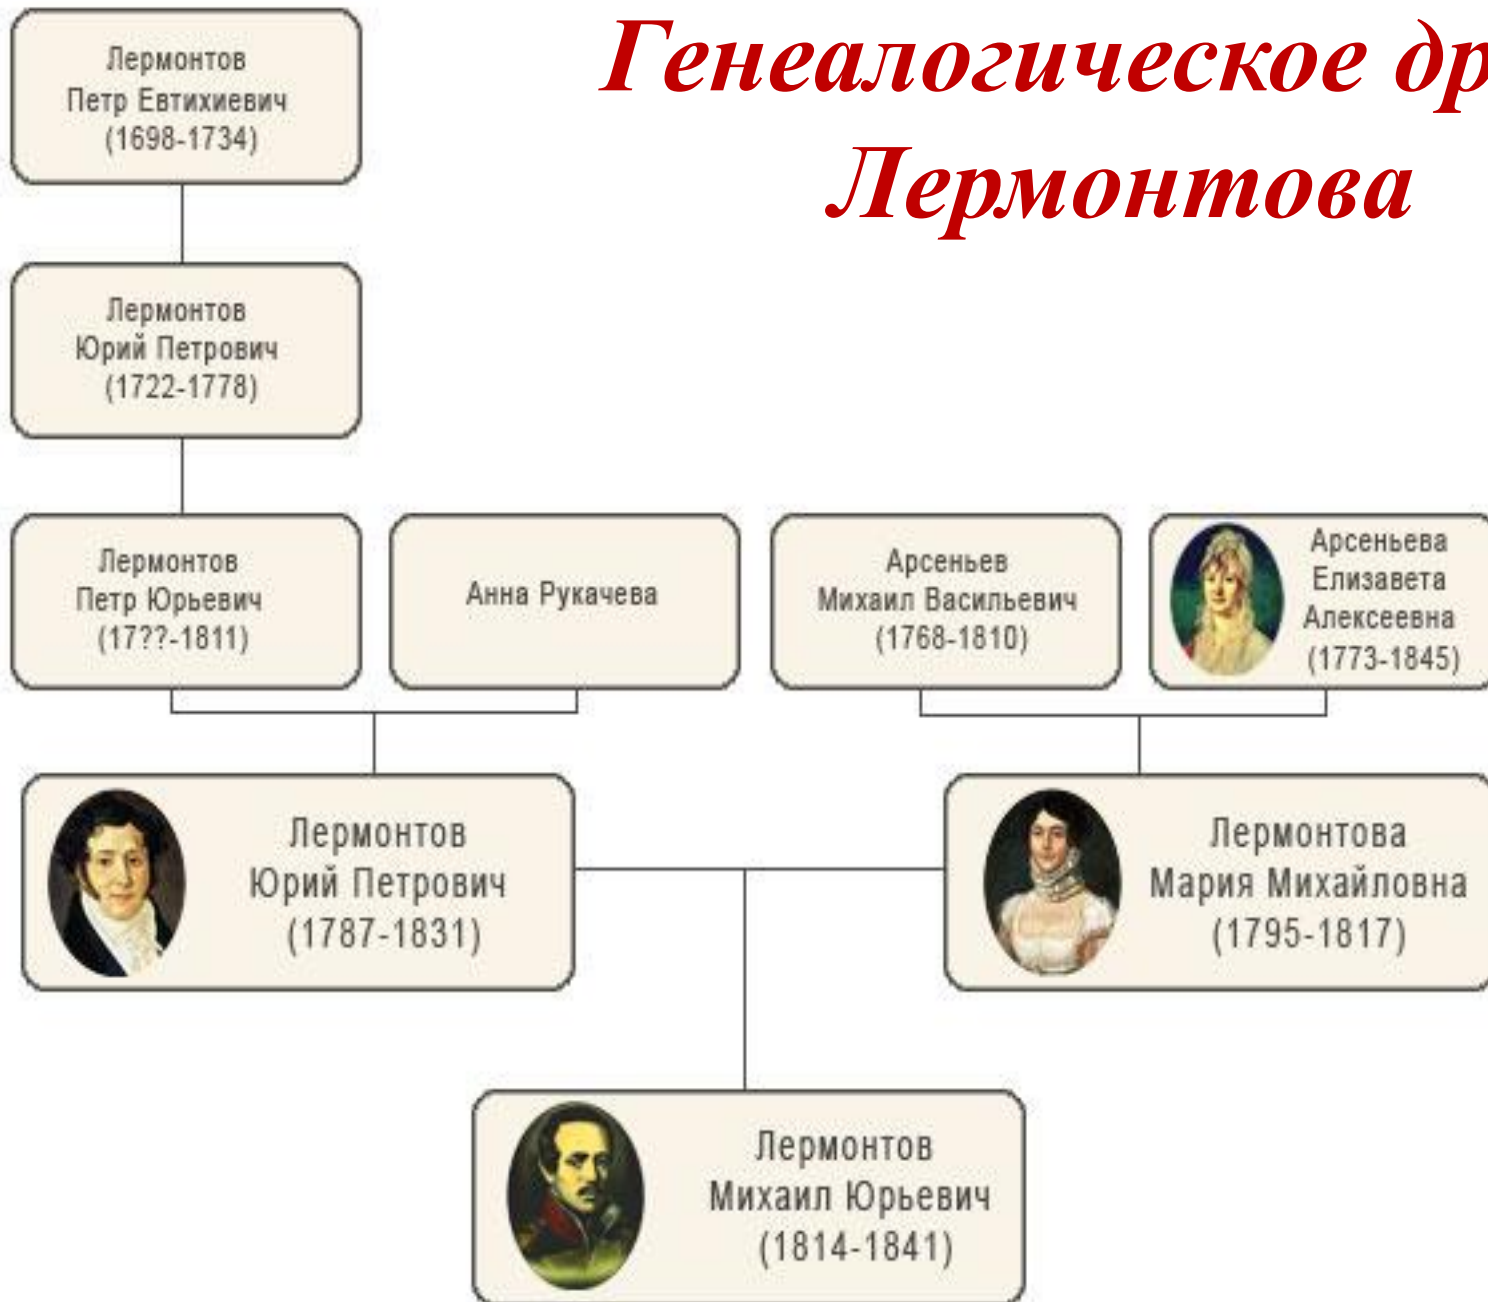 Генеалогическое
Лермонтова
Лермонтов
Петр Евтихиевич
(1698-1734)
Лермонтов
Юрий Петрович
(1722-1778)
Лермонтов
Петр Юрьевич
(17??-1811)
Анна Рукачева
Арсеньев
Михаил Васильевич
(1768-1810)
Арсеньева
Елизавета
Алексеевна
(1773-1845)
Лермонтов
Юрий Петрович
(1787-1831)
Лермонтова
Мария Михайловна
(1795-1817)
Лермонтов
Михаил Юрьевич
(1814-1841)